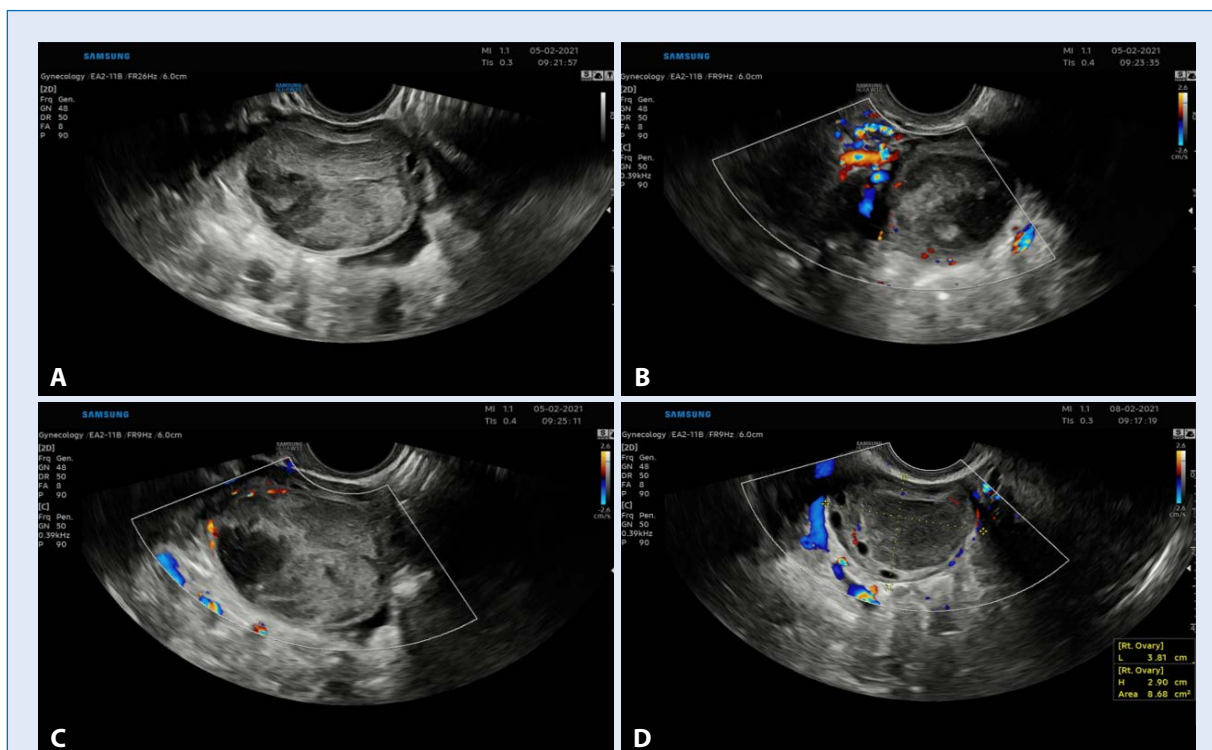 SAMSUNG
MI 1.1 05-02-2021
TIs 0.3 09:21:57
Gynecology /EA2-11B/FR26Hz/6.0cm
[2D]
Frq Gen.
GN 48
DR 50
FA 8
P 90
A
SAMSUNG
MI 1.1 05-02-2021
TIs 0.4 09:23:35
Gynecology /EA2-11B/FR9Hz/6.0cm
[2D]
Frq Gen.
GN 48
DR 50
FA 8
P 90
[C]
Frq Pen.
GN 50
0.39kHz
P 90
2.6
-2.6
cm/s
B
SAMSUNG
MI 1.1 05-02-2021
TIs 0.4 09:25:11
Gynecology /EA2-11B/FR9Hz/6.0cm
[2D]
Frq Gen.
GN 48
DR 50
FA 8
P 90
[C]
Frq Pen.
GN 50
0.39kHz
P 90
2.6
-2.6
cm/s
C
SAMSUNG
MI 1.1 08-02-2021
TIs 0.3 09:17:19
Gynecology /EA2-11B/FR9Hz/6.0cm
[2D]
Frq Gen.
GN 48
DR 50
FA 8
P 90
[C]
Frq Pen.
GN 50
0.39kHz
P 90
2.6
-2.6
cm/s
[Rt. Ovary]
L 3.81 cm
[Rt. Ovary]
H 2.90 cm
Area 8.68 cm²
D